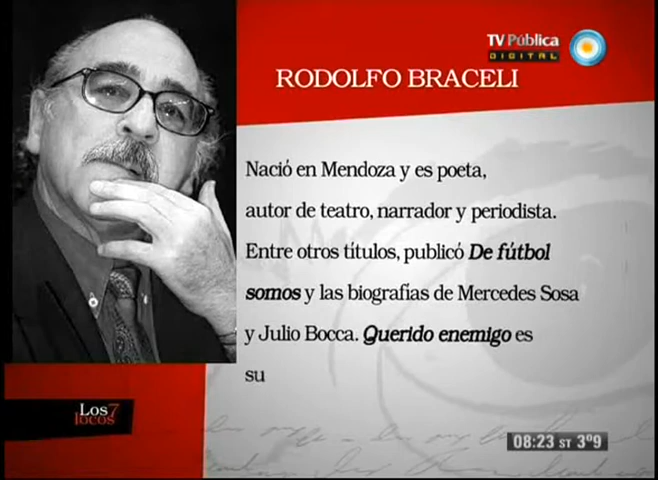 TV Pública
DIGITAL
RODOLFO BRACELI
Nació en Mendoza y es poeta,
autor de teatro, narrador y periodista.
Entre otros títulos, publicó De fútbol
somos y las biografías de Mercedes Sosa
y Julio Bocca. Querido enemigo es
su
Los 7
locos
08:23 ST 3º9